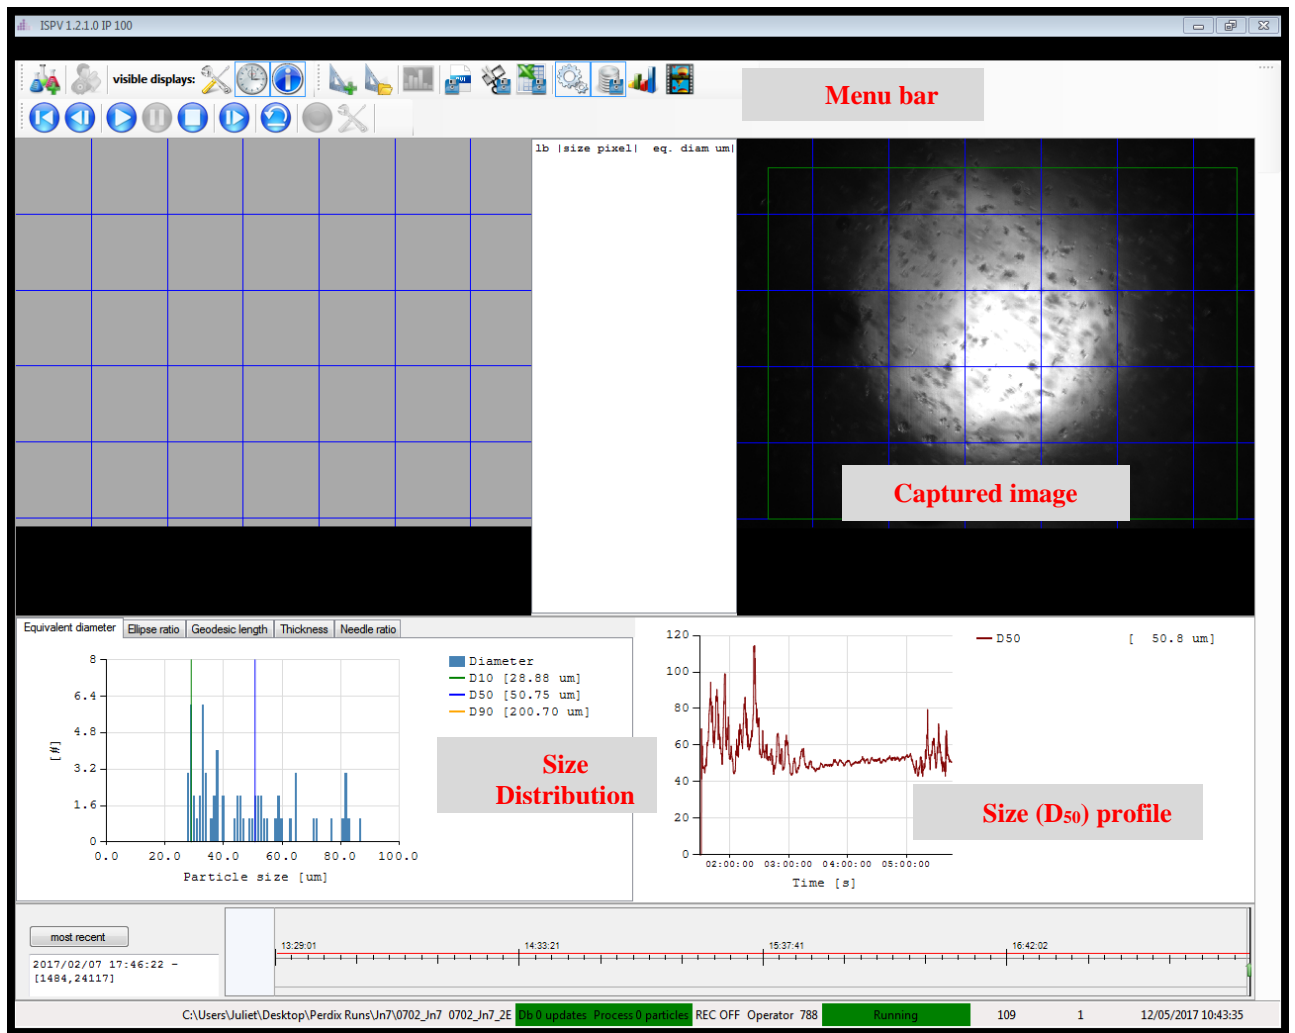 ISPV 1.2.1.0 IP 100
visible displays:
Menu bar
lb |size pixel|  eq. diam um|
Captured image
Equivalent diameter
Ellipse ratio
Geodesic length
Thickness
Needle ratio
8
6.4
4.8
3.2
1.6
0
[#]
0.0 20.0 40.0 60.0 80.0 100.0
Particle size [um]
Diameter
D10 [28.88 um]
D50 [50.75 um]
D90 [200.70 um]
Size
Distribution
120
100
80
60
40
20
0
02:00:00 03:00:00 04:00:00 05:00:00
Time [s]
D50 [ 50.8 um]
Size (D50) profile
most recent
2017/02/07 17:46:22 -
[1484,24117]
13:29:01 14:33:21 15:37:41 16:42:02
C:\Users\Juliet\Desktop\Perdix Runs\Jn7\0702_Jn7 0702_Jn7_2E Db 0 updates Process 0 particles REC OFF Operator 788 Running 109 1 12/05/2017 10:43:35